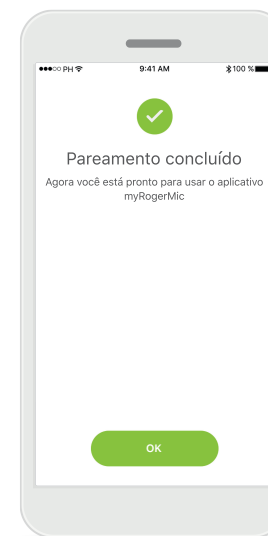 PH 9:41 AM 100 %
Pareamento concluído
Agora você está pronto para usar o aplicativo
myRogerMic
OK